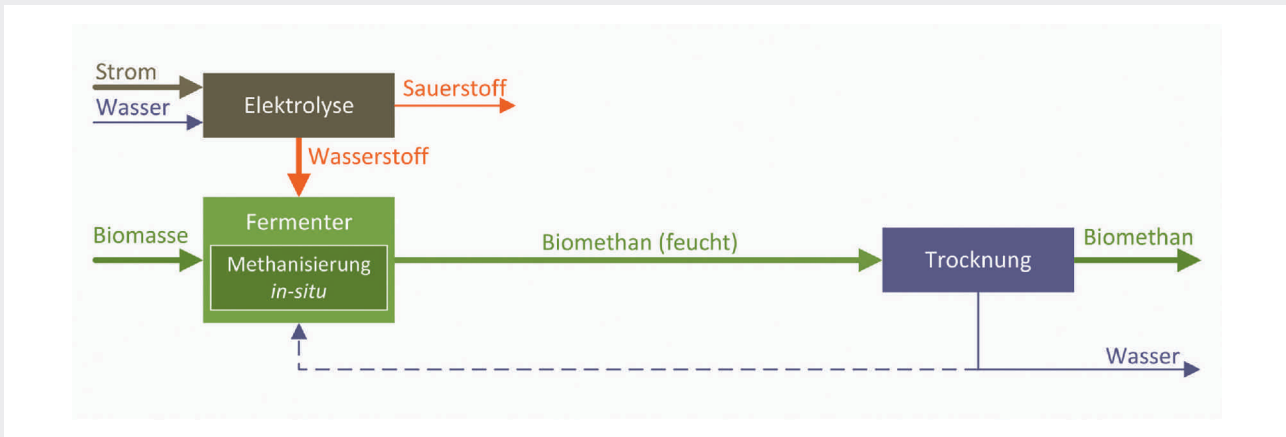 Strom
Wasser
Elektrolyse
Sauerstoff
Wasserstoff
Biomasse
Fermenter
Methanisierung
in-situ
Biomethan (feucht)
Trocknung
Biomethan
Wasser